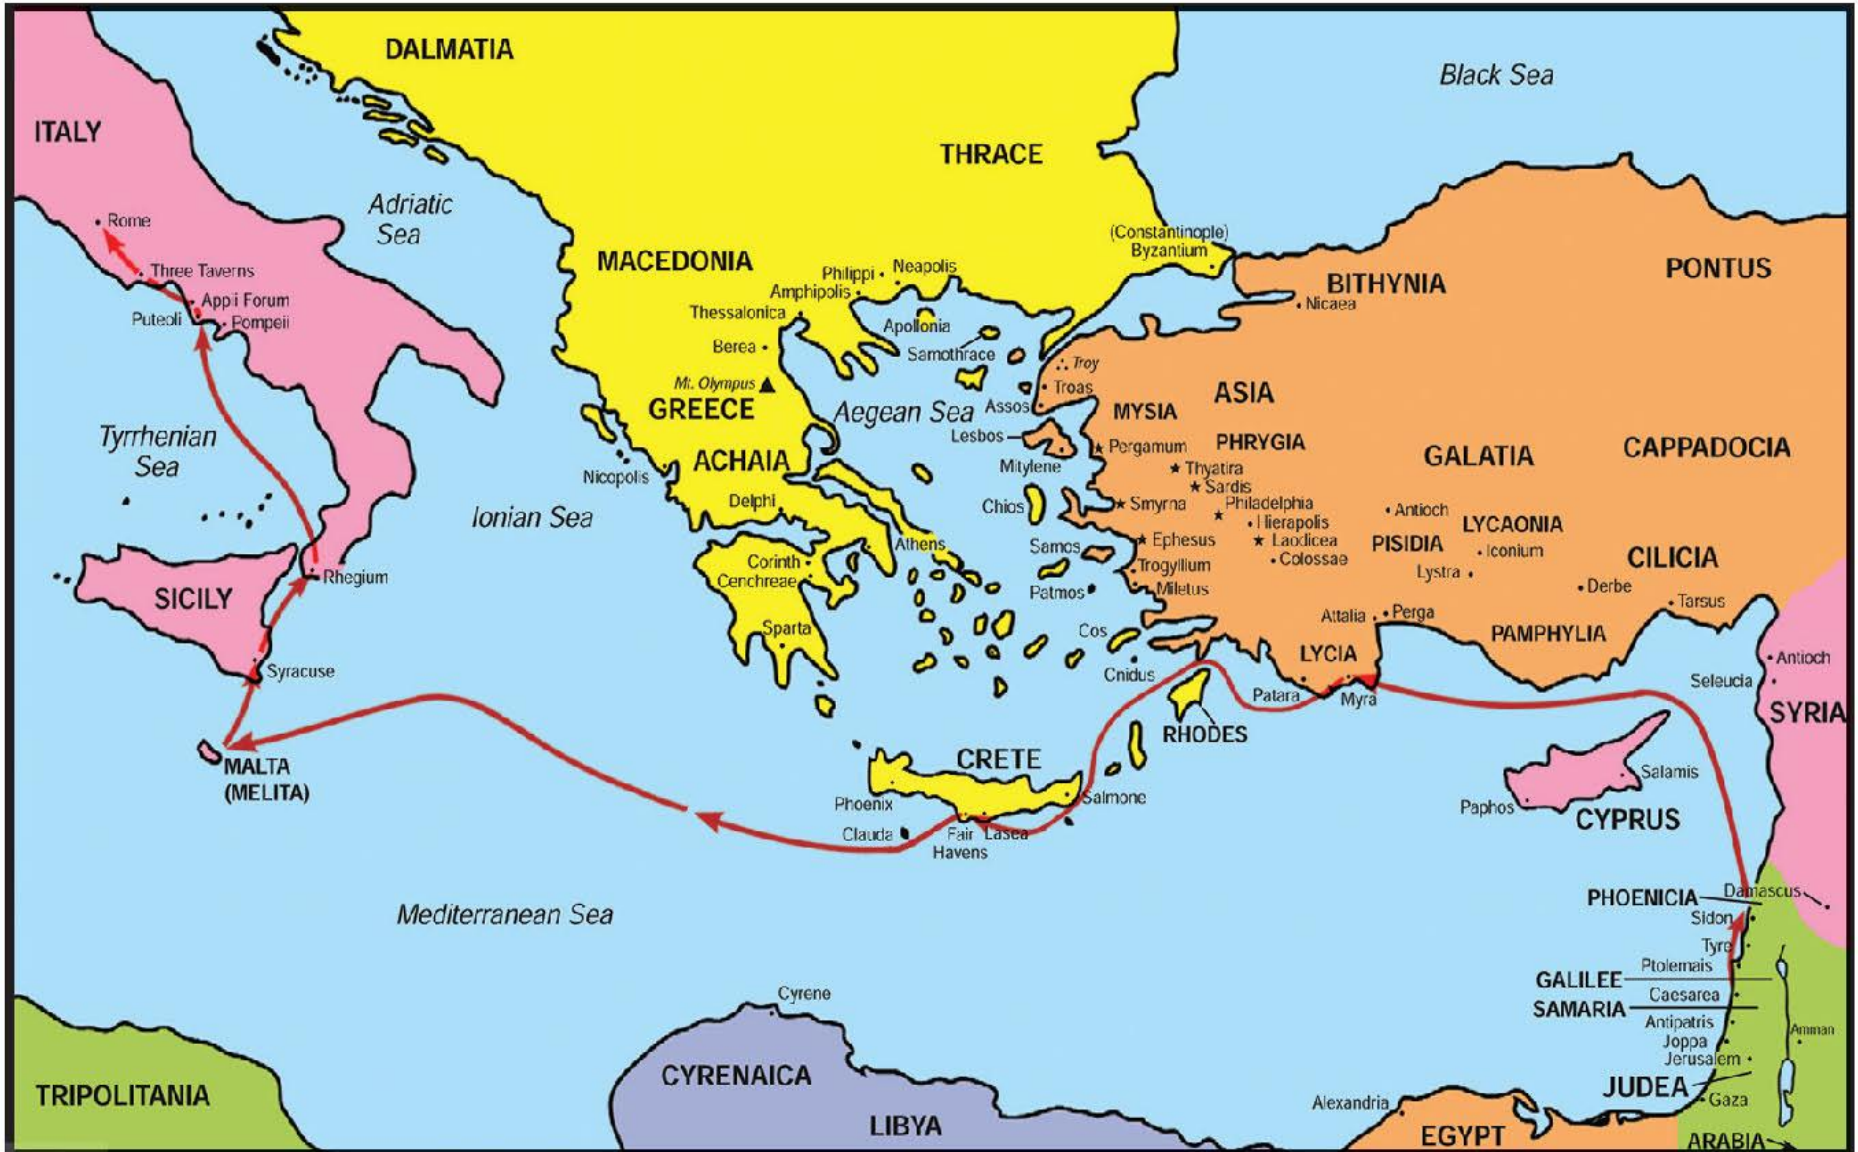 DALMATIA
Black Sea
ITALY
THRACE
Adriatic
Sea
Rome
(Constantinople)
Byzantium
MACEDONIA
Three Taverns
Philippi
Neapolis
BITHYNIA
PONTUS
Amphipolis
Appii Forum
Nicaea
Thessalonica
Puteoli
Pompeii
Apollonia
Berea
Samothrace
Troy
Mt. Olympus
Troas
GREECE
Aegean Sea
Assos
MYSIA
ASIA
Tyrrhenian
Sea
Lesbos
Pergamum
PHRYGIA
GALATIA
CAPPADOCIA
ACHAIA
Mitylene
Thyatira
Nicopolis
Sardis
Delphi
Chios
Smyrna
Philadelphia
Antioch
Ionian Sea
Hierapolis
LYCAONIA
Athens
Samos
Ephesus
Laodicea
PISIDIA
Iconium
Corinth
Colossae
CILICIA
Cenchreae
Trogyllium
Lystra
Rhegium
Patmos
Miletus
Derbe
SICILY
Tarsus
Attalia
Perga
Sparta
Cos
PAMPHYLIA
LYCIA
Antioch
Syracuse
Cnidus
Seleucia
Patara
Myra
SYRIA
RHODES
MALTA
(MELITA)
CRETE
Salamis
Phoenix
Salmone
Paphos
CYPRUS
Clauda
Fair
Havens
Lasea
PHOENICIA
Damascus
Mediterranean Sea
Sidon
Tyre
Ptolemais
GALILEE
Cyrene
Caesarea
SAMARIA
Antipatris
Amman
Joppa
Jerusalem
CYRENAICA
TRIPOLITANIA
JUDEA
Alexandria
Gaza
LIBYA
EGYPT
ARABIA